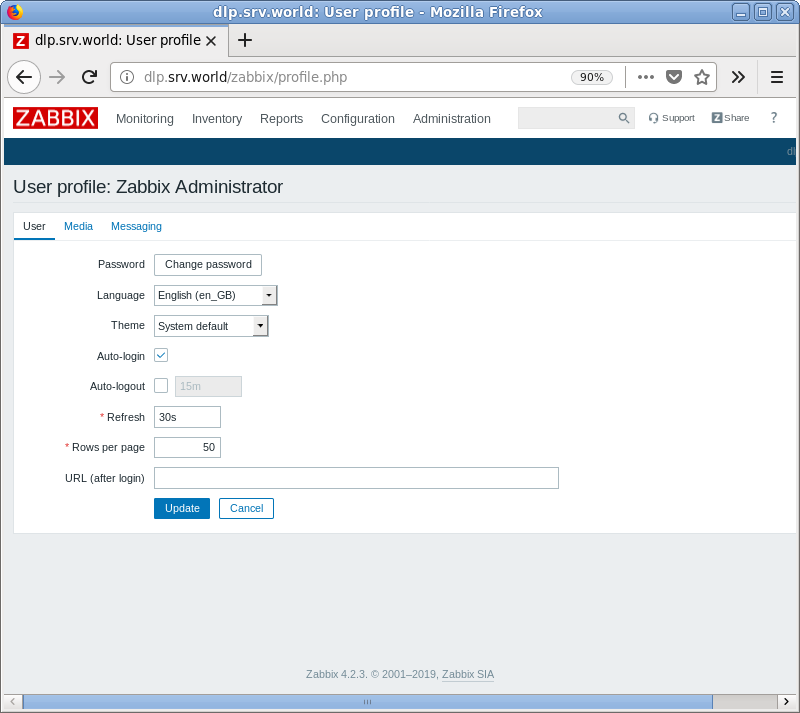 dlp.srv.world: User profile - Mozilla Firefox
Z dlp.srv.world: User profile
dlp.srv.world/zabbix/profile.php 90%
ZABBIX Monitoring Inventory Reports Configuration Administration Support Z Share ?
dl
User profile: Zabbix Administrator
User Media Messaging
Password Change password
Language English (en_GB)
Theme System default
Auto-login
Auto-logout 15m
* Refresh 30s
* Rows per page 50
URL (after login)
Update Cancel
Zabbix 4.2.3. © 2001–2019, Zabbix SIA